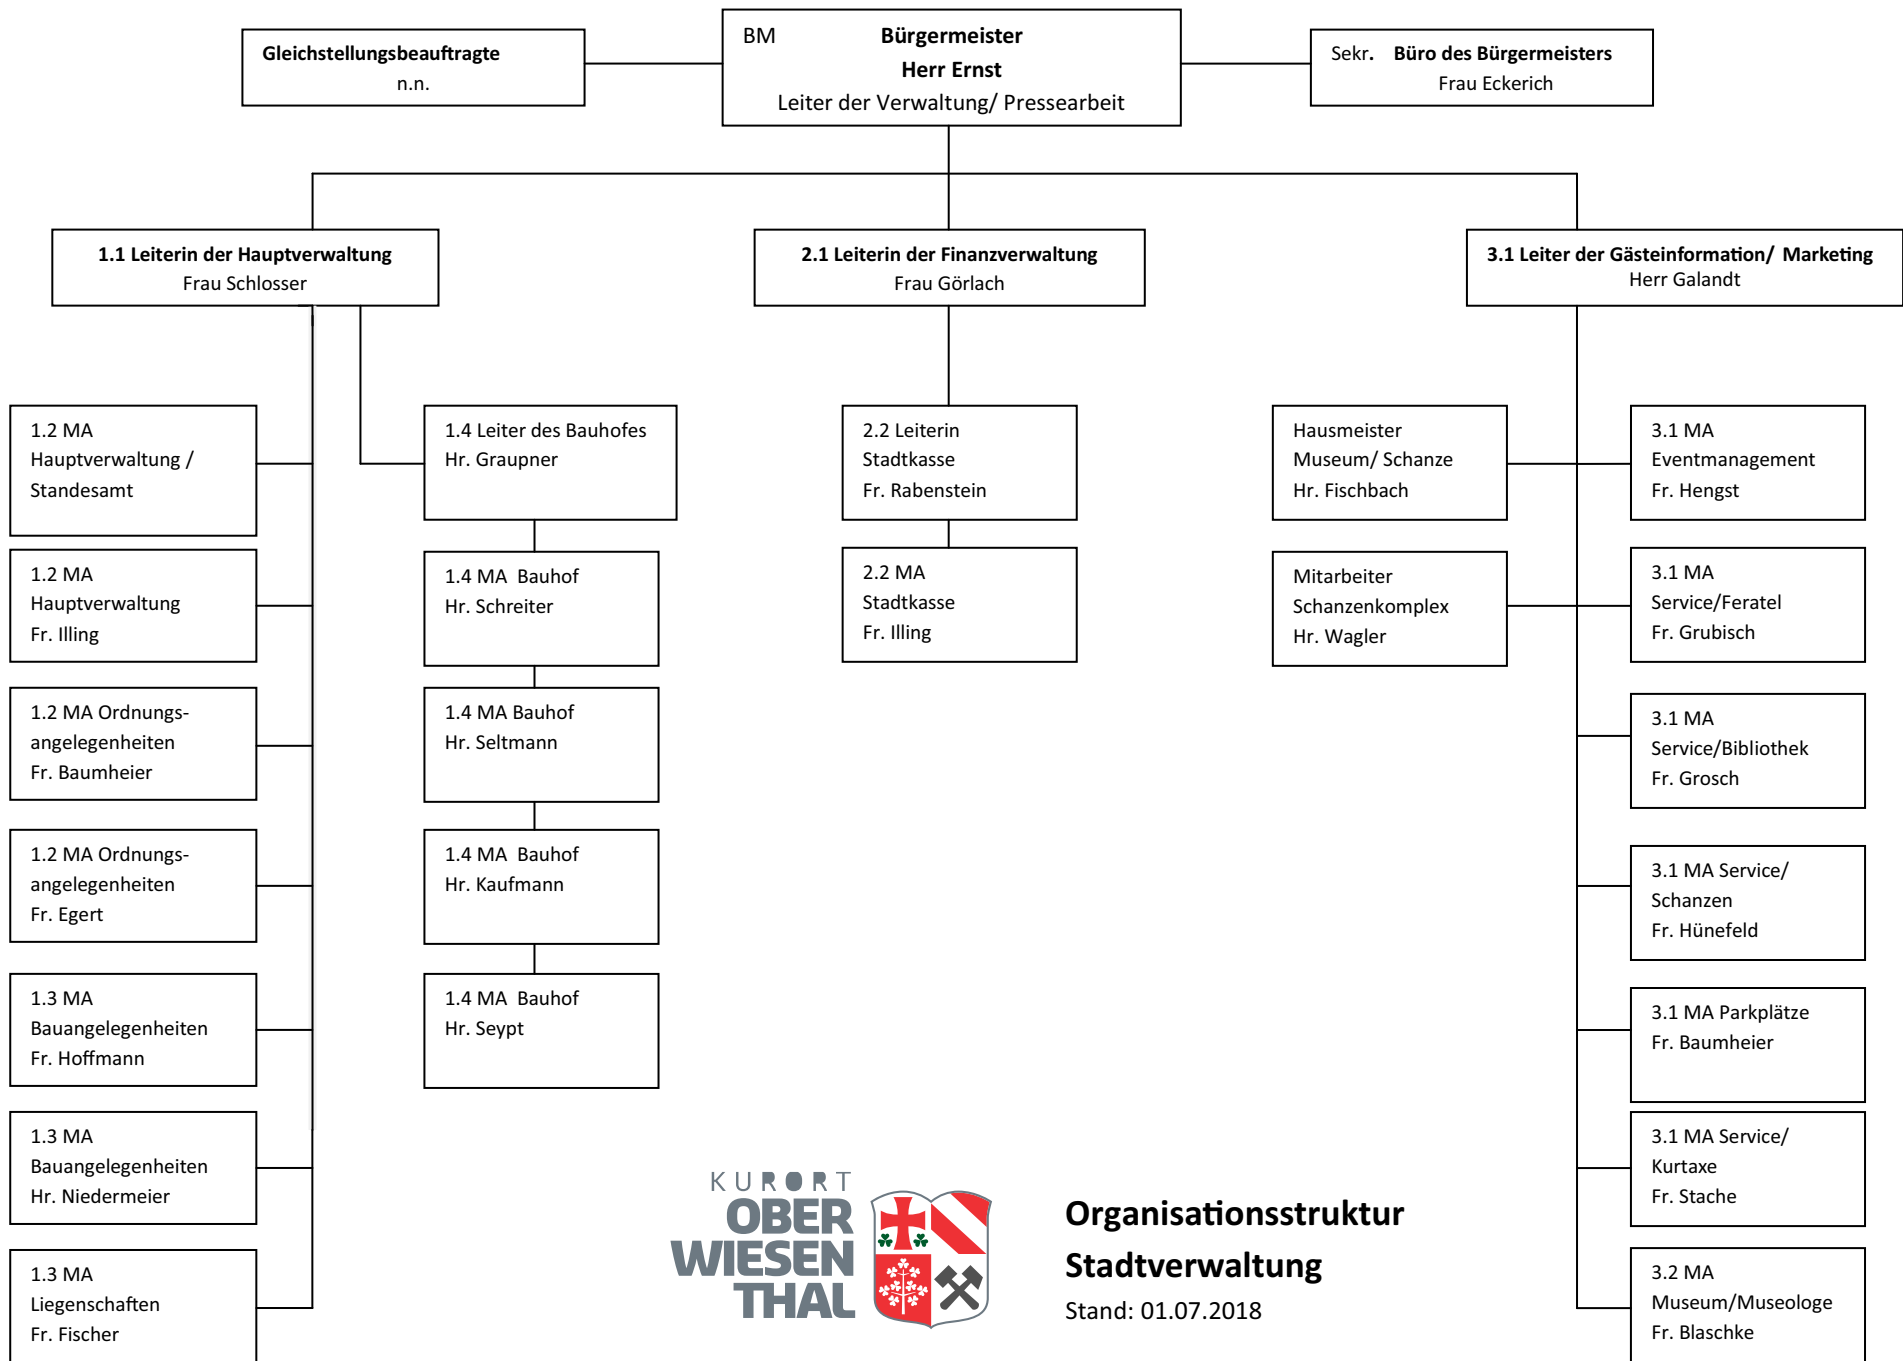 Gleichstellungsbeauftragte
n.n.
BM Bürgermeister
Herr Ernst
Leiter der Verwaltung/ Pressearbeit
Sekr. Büro des Bürgermeisters
Frau Eckerich
1.1 Leiterin der Hauptverwaltung
Frau Schlosser
2.1 Leiterin der Finanzverwaltung
Frau Görlach
3.1 Leiter der Gästeinformation/ Marketing
Herr Galandt
1.2 MA
Hauptverwaltung /
Standesamt
1.2 MA
Hauptverwaltung
Fr. Illing
1.2 MA Ordnungs-
angelegenheiten
Fr. Baumheier
1.2 MA Ordnungs-
angelegenheiten
Fr. Egert
1.3 MA
Bauangelegenheiten
Fr. Hoffmann
1.3 MA
Bauangelegenheiten
Hr. Niedermeier
1.3 MA
Liegenschaften
Fr. Fischer
1.4 Leiter des Bauhofes
Hr. Graupner
1.4 MA Bauhof
Hr. Schreiter
1.4 MA Bauhof
Hr. Seltmann
1.4 MA Bauhof
Hr. Kaufmann
1.4 MA Bauhof
Hr. Seypt
2.2 Leiterin
Stadtkasse
Fr. Rabenstein
2.2 MA
Stadtkasse
Fr. Illing
Hausmeister
Museum/ Schanze
Hr. Fischbach
Mitarbeiter
Schanzenkomplex
Hr. Wagler
3.1 MA
Eventmanagement
Fr. Hengst
3.1 MA
Service/Feratel
Fr. Grubisch
3.1 MA
Service/Bibliothek
Fr. Grosch
3.1 MA Service/
Schanzen
Fr. Hünefeld
3.1 MA Parkplätze
Fr. Baumheier
3.1 MA Service/
Kurtaxe
Fr. Stache
3.2 MA
Museum/Museologe
Fr. Blaschke
KURORT
OBER
WIESEN
THAL
Organisationsstruktur
Stadtverwaltung
Stand: 01.07.2018